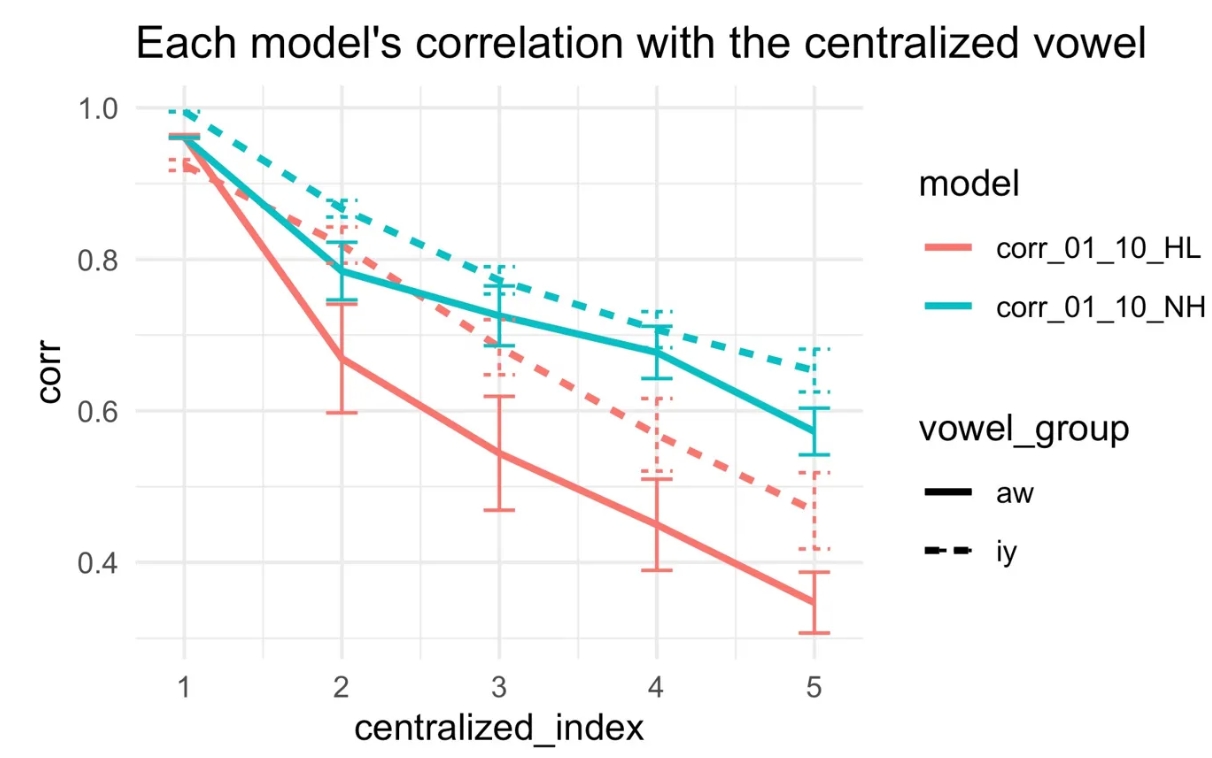 Each model's correlation with the centralized vowel
corr
1.0
0.8
0.6
0.4
1
2
3
4
5
centralized_index
model
corr_01_10_HL
corr_01_10_NH
vowel_group
aw
iy